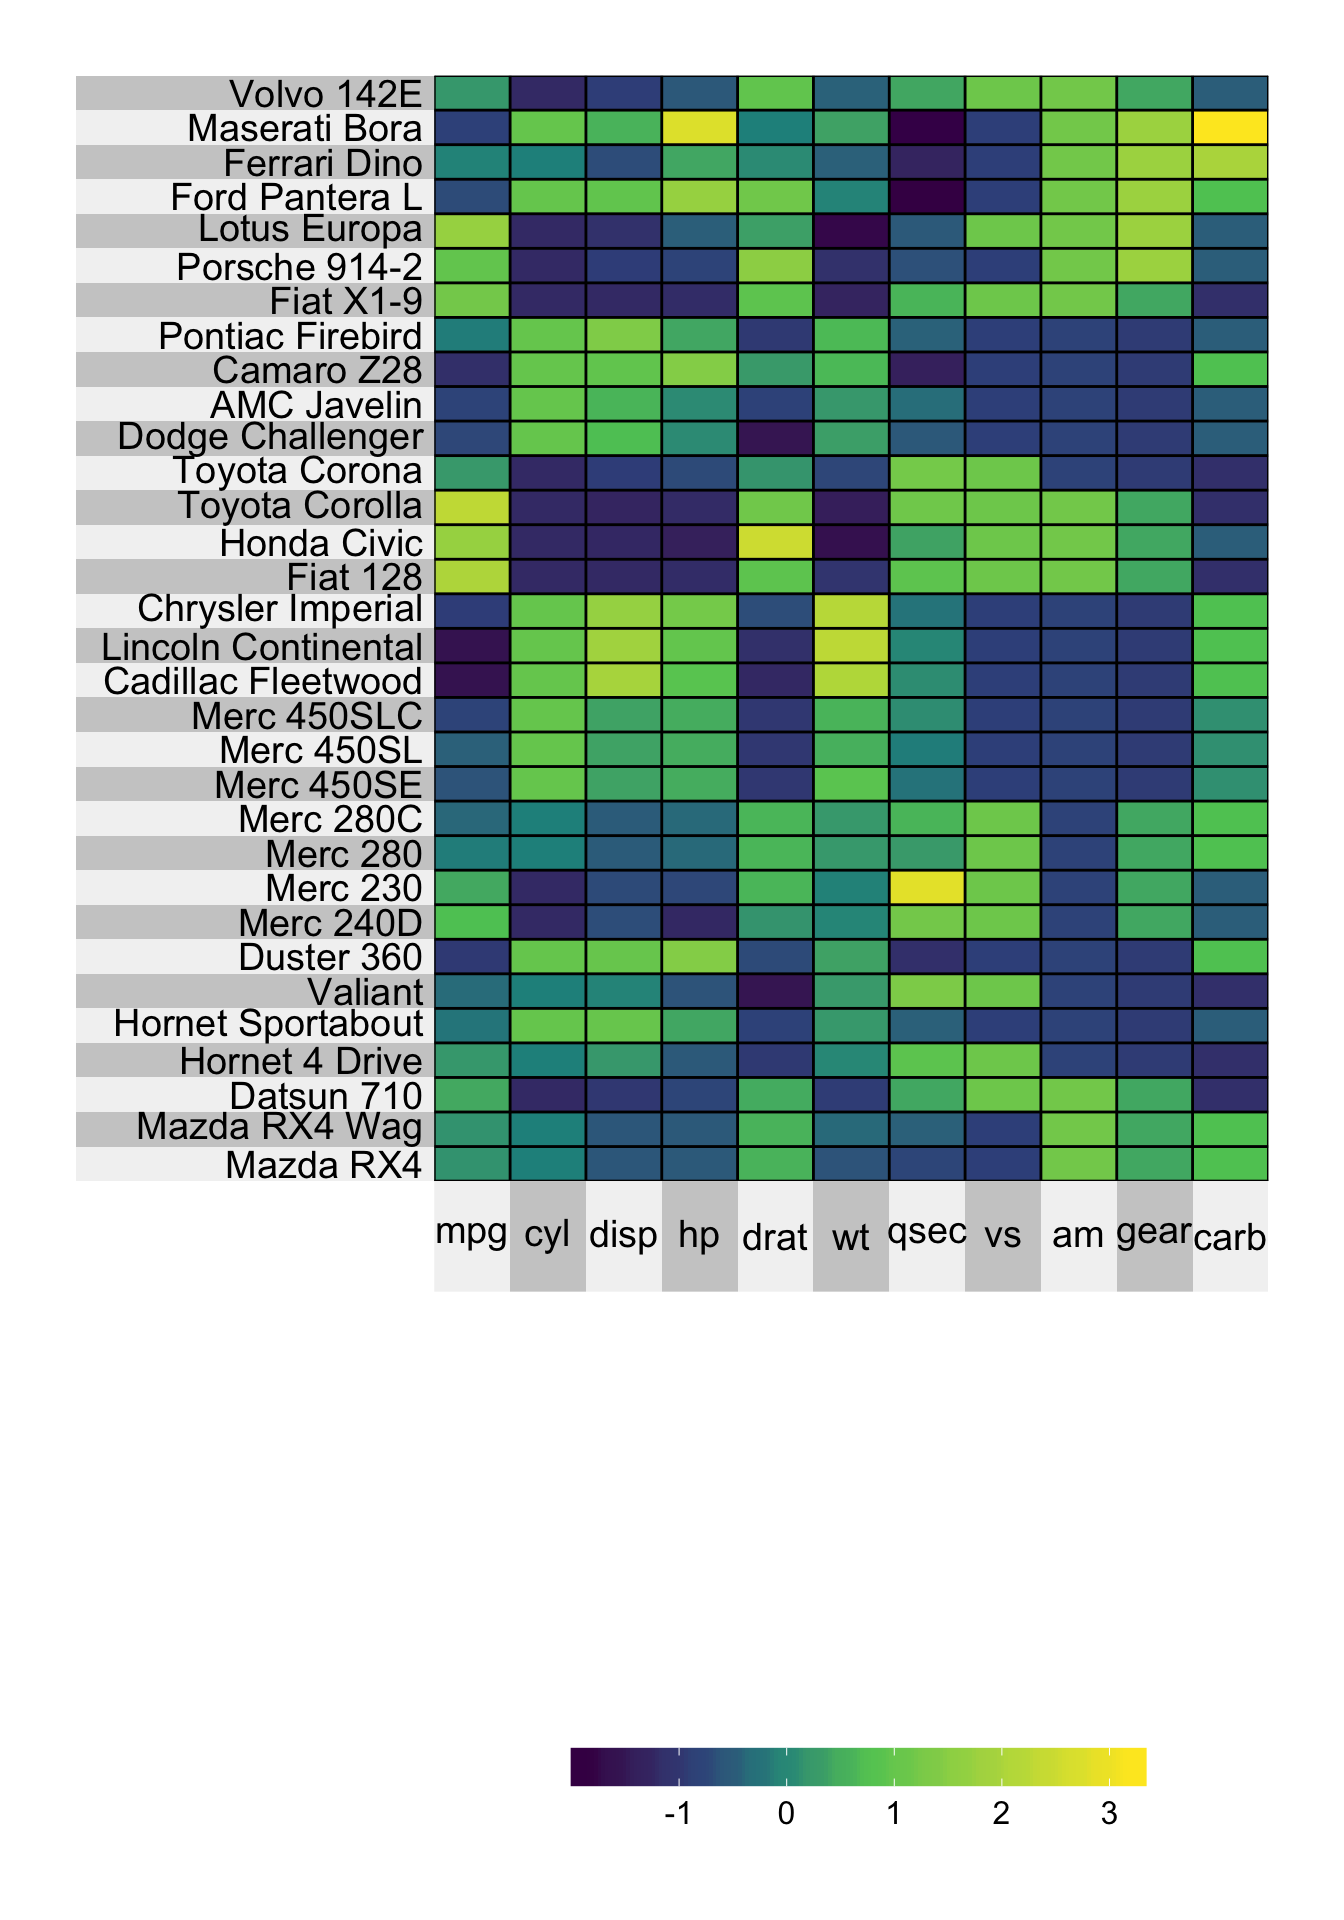 Volvo 142E
Maserati Bora
Ferrari Dino
Ford Pantera L
Lotus Europa
Porsche 914-2
Fiat X1-9
Pontiac Firebird
Camaro Z28
AMC Javelin
Dodge Challenger
Toyota Corona
Toyota Corolla
Honda Civic
Fiat 128
Chrysler Imperial
Lincoln Continental
Cadillac Fleetwood
Merc 450SLC
Merc 450SL
Merc 450SE
Merc 280C
Merc 280
Merc 230
Merc 240D
Duster 360
Valiant
Hornet Sportabout
Hornet 4 Drive
Datsun 710
Mazda RX4 Wag
Mazda RX4
mpg cyl disp hp drat wt qsec vs am gear carb
-1 0 1 2 3